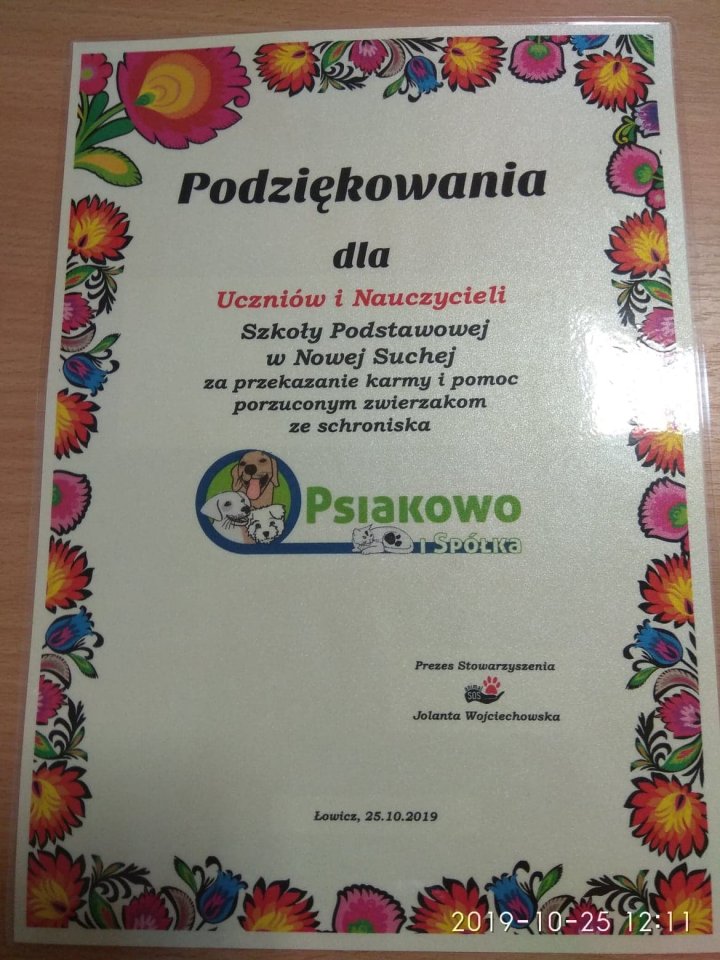 Podziękowania
dla
Uczniów i Nauczycieli
Szkoły Podstawowej
w Nowej Suchej
za przekazanie karmy i pomoc
porzuconym zwierzakom
ze schroniska
Psiakowo
i Spółka
Prezes Stowarzyszenia
animal
SOS
Jolanta Wojciechowska
Łowicz, 25.10.2019
2019-10-25 12:11